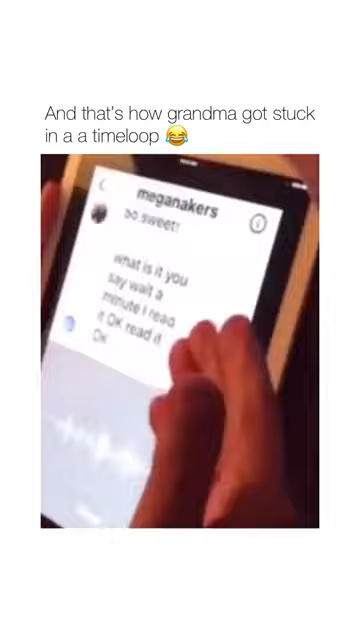 And that's how grandma got stuck
in a a timeloop 😂
meganakers
so sweet!
what is it you
say wait a
minute I read
it OK read it
OK